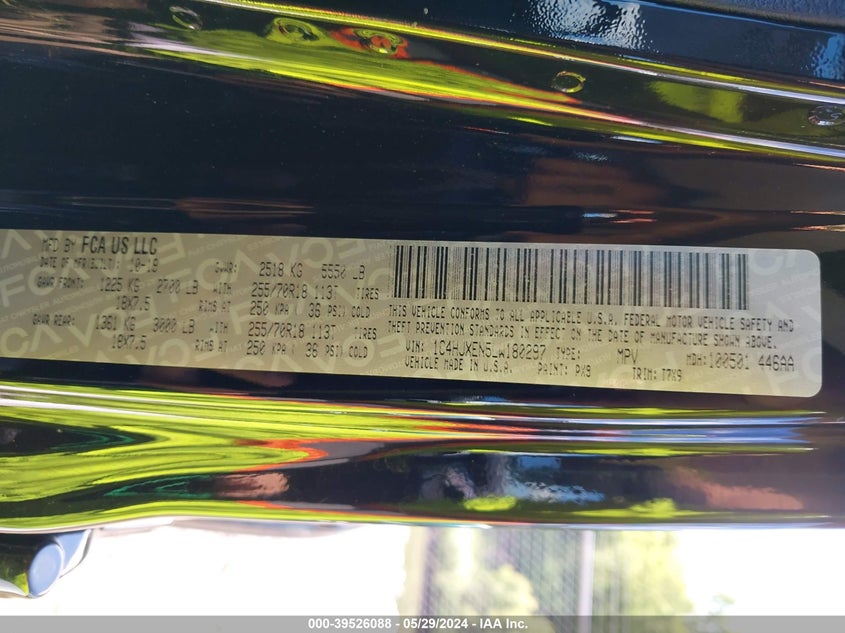 MFD BY FCA US LLC
DATE OF MFR/BUILD: 10-19 GVWR: 2518 KG 5550 LB
GAWR FRONT: 1225 KG 2700 LB WITH 255/70R18 113T TIRES
18X7.5 RIMS AT 250 KPA ( 36 PSI) COLD
GAWR REAR: 1361 KG 3000 LB WITH 255/70R18 113T TIRES
18X7.5 RIMS AT 250 KPA ( 36 PSI) COLD
THIS VEHICLE CONFORMS TO ALL APPLICABLE U.S.A. FEDERAL MOTOR VEHICLE SAFETY AND
THEFT PREVENTION STANDARDS IN EFFECT ON THE DATE OF MANUFACTURE SHOWN ABOVE.
VIN: 1C4HJXEN5LW180297 TYPE: MPV MDH: 100501 446AA
MADE IN U.S.A. PAINT: PX9 TRIM: I7X9
000-39526088 - 05/29/2024 - IAA Inc.